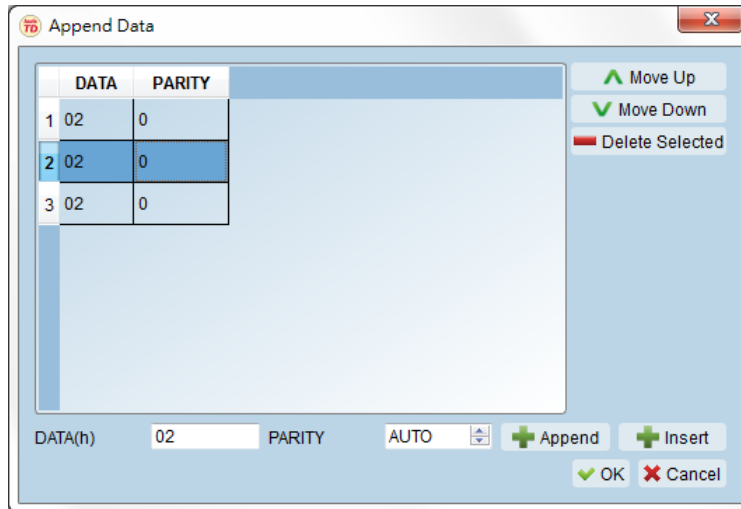 TD Append Data
DATA PARITY
1 02 0
2 02 0
3 02 0
Move Up
Move Down
Delete Selected
DATA(h) 02 PARITY AUTO Append Insert
OK Cancel